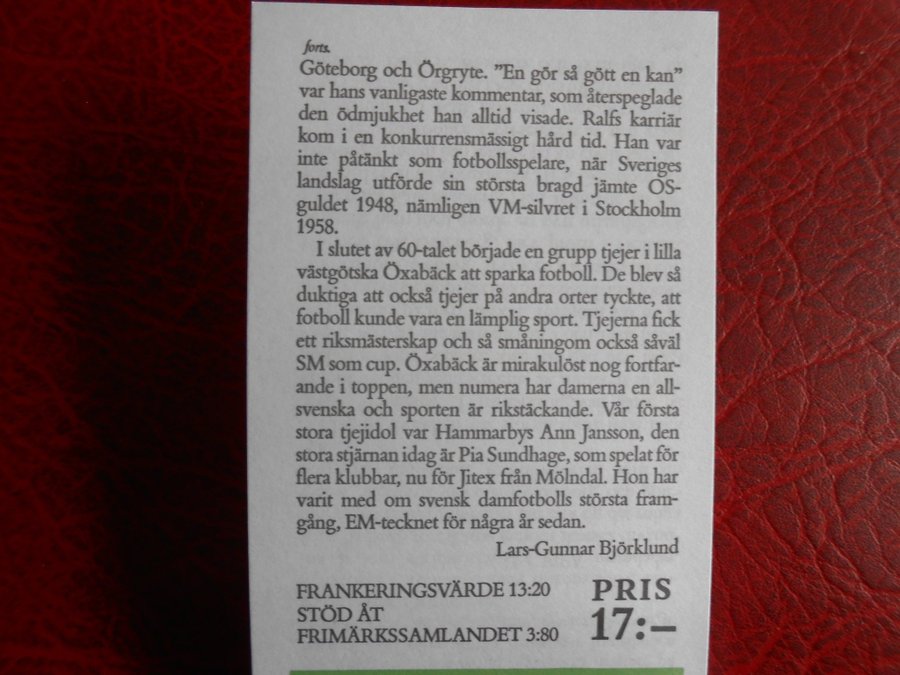 forts.
Göteborg och Örgryte. ”En gör så gött en kan”
var hans vanligaste kommentar, som återspeglade
den ödmjukhet han alltid visade. Ralfs karriär
kom i en konkurrensmässigt hård tid. Han var
inte påtänkt som fotbollsspelare, när Sveriges
landslag utförde sin största bragd jämte OS-
guldet 1948, nämligen VM-silvret i Stockholm
1958.
I slutet av 60-talet började en grupp tjejer i lilla
västgötska Öxabäck att sparka fotboll. De blev så
duktiga att också tjejer på andra orter tyckte, att
fotboll kunde vara en lämplig sport. Tjejerna fick
ett riksmästerskap och så småningom också såväl
SM som cup. Öxabäck är mirakulöst nog fortfar-
ande i toppen, men numera har damerna en all-
svenska och sporten är rikstäckande. Vår första
stora tjejidol var Hammarbys Ann Jansson, den
stora stjärnan idag är Pia Sundhage, som spelat för
flera klubbar, nu för Jitex från Mölndal. Hon har
varit med om svensk damfotbolls största fram-
gång, EM-tecknet för några år sedan.
Lars-Gunnar Björklund
FRANKERINGSVÄRDE 13:20
STÖD ÅT
FRIMÄRKSSAMLANDET 3:80
PRIS
17:–